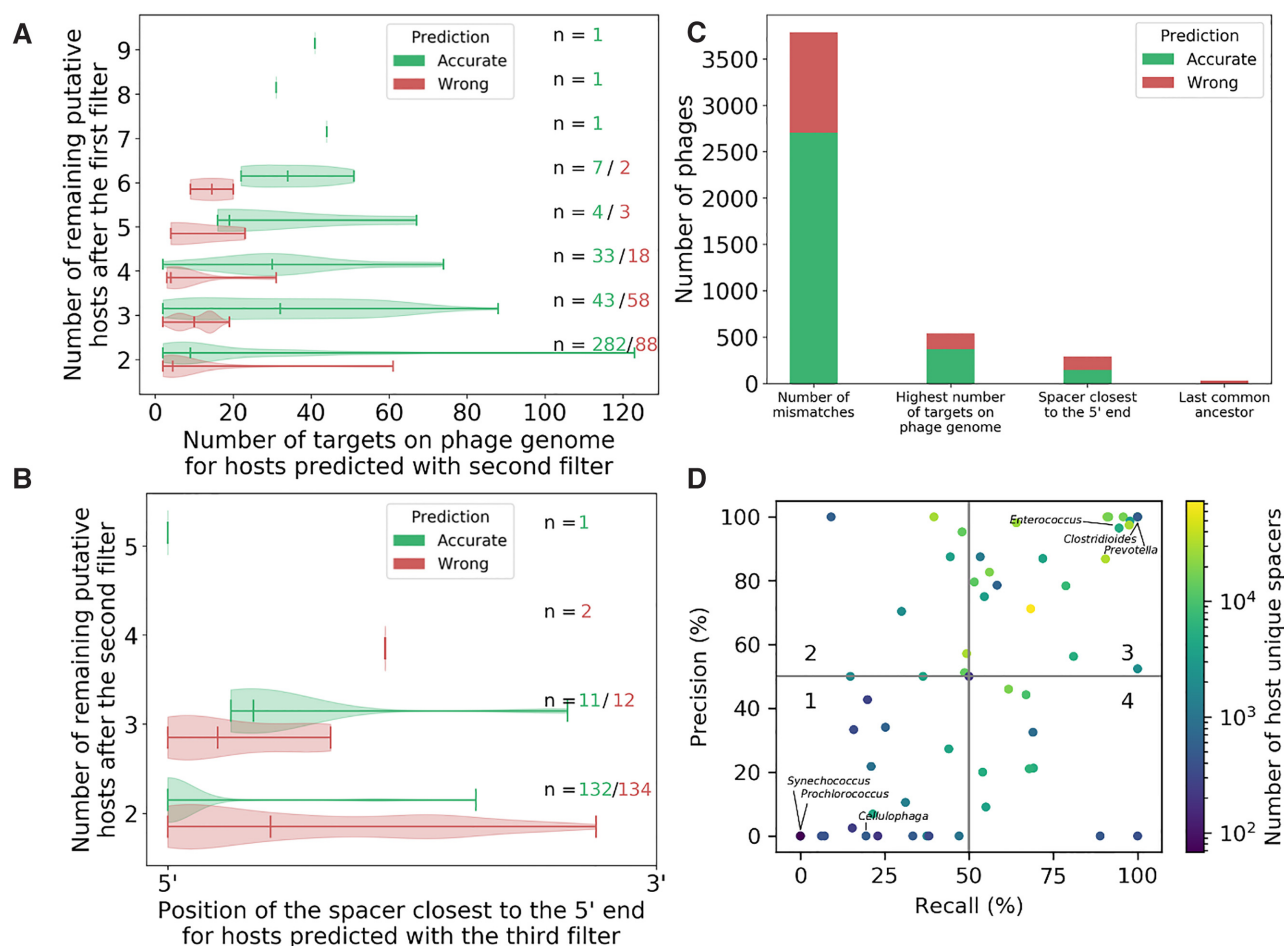 A
Number of remaining putative
hosts after the first filter
9
8
7
6
5
4
3
2
Prediction
Accurate
Wrong
n = 1
n = 1
n = 1
n = 7/ 2
n = 4/ 3
n = 33/18
n = 43/58
n = 282/88
0
20
40
60
80
100
120
Number of targets on phage genome
for hosts predicted with second filter
C
Number of phages
3500
3000
2500
2000
1500
1000
500
0
Prediction
Accurate
Wrong
Number of
mismatches
Highest number
of targets on
phage genome
Spacer closest
to the 5' end
Last common
ancestor
B
Number of remaining putative
hosts after the second filter
5
4
3
2
Prediction
Accurate
Wrong
n =1
n = 2
n =11/ 12
n =132/134
5'
3'
Position of the spacer closest to the 5' end
for hosts predicted with the third filter
D
Precision (%)
100
80
60
40
20
0
Enterococcus
Clostridioides
Prevotella
2
3
1
4
Synechococcus
Prochlorococcus
Cellulophaga
0
25
50
75
100
Recall (%)
10⁴
10³
10²
Number of host unique spacers